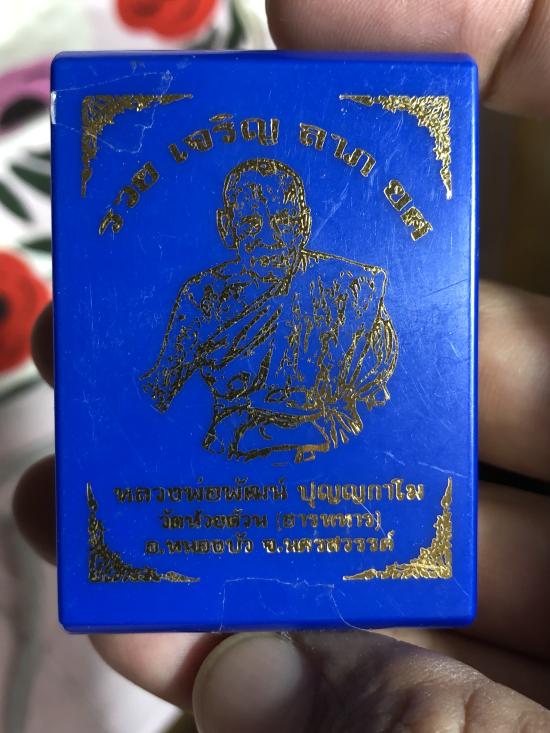 รวย เจริญ ลาภ ยศ
หลวงพ่อพัฒน์ ปุญญกาโม
วัดห้วยด้วน (ธารทหาร)
อ.หนองบัว จ.นครสวรรค์